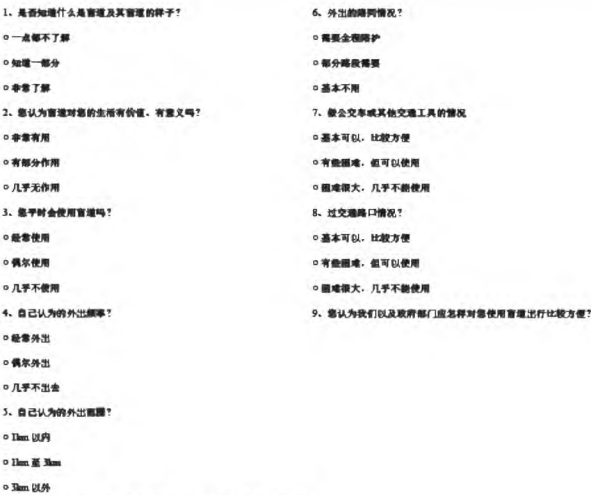 1、是否知道什么是盲道及其盲道的样子?
○ 一点都不了解
○ 知道一部分
○ 非常了解
2、您认为盲道对您的生活有价值、有意义吗?
○ 非常有用
○ 有部分作用
○ 几乎无作用
3、您平时会使用盲道吗?
○ 经常使用
○ 偶尔使用
○ 几乎不使用
4、自己认为的外出频率?
○ 经常外出
○ 偶尔外出
○ 几乎不出去
5、自己认为的外出范围?
○ 1km 以内
○ 1km 至 3km
○ 3km 以外
6、外出的陪同情况?
○ 需要全程陪护
○ 部分路段需要
○ 基本不用
7、做公交车或其他交通工具的情况
○ 基本可以,比较方便
○ 有些困难,但可以使用
○ 困难很大,几乎不能使用
8、过交通路口情况?
○ 基本可以,比较方便
○ 有些困难,但可以使用
○ 困难很大,几乎不能使用
9、您认为我们以及政府部门应怎样对您使用盲道出行比较方便?